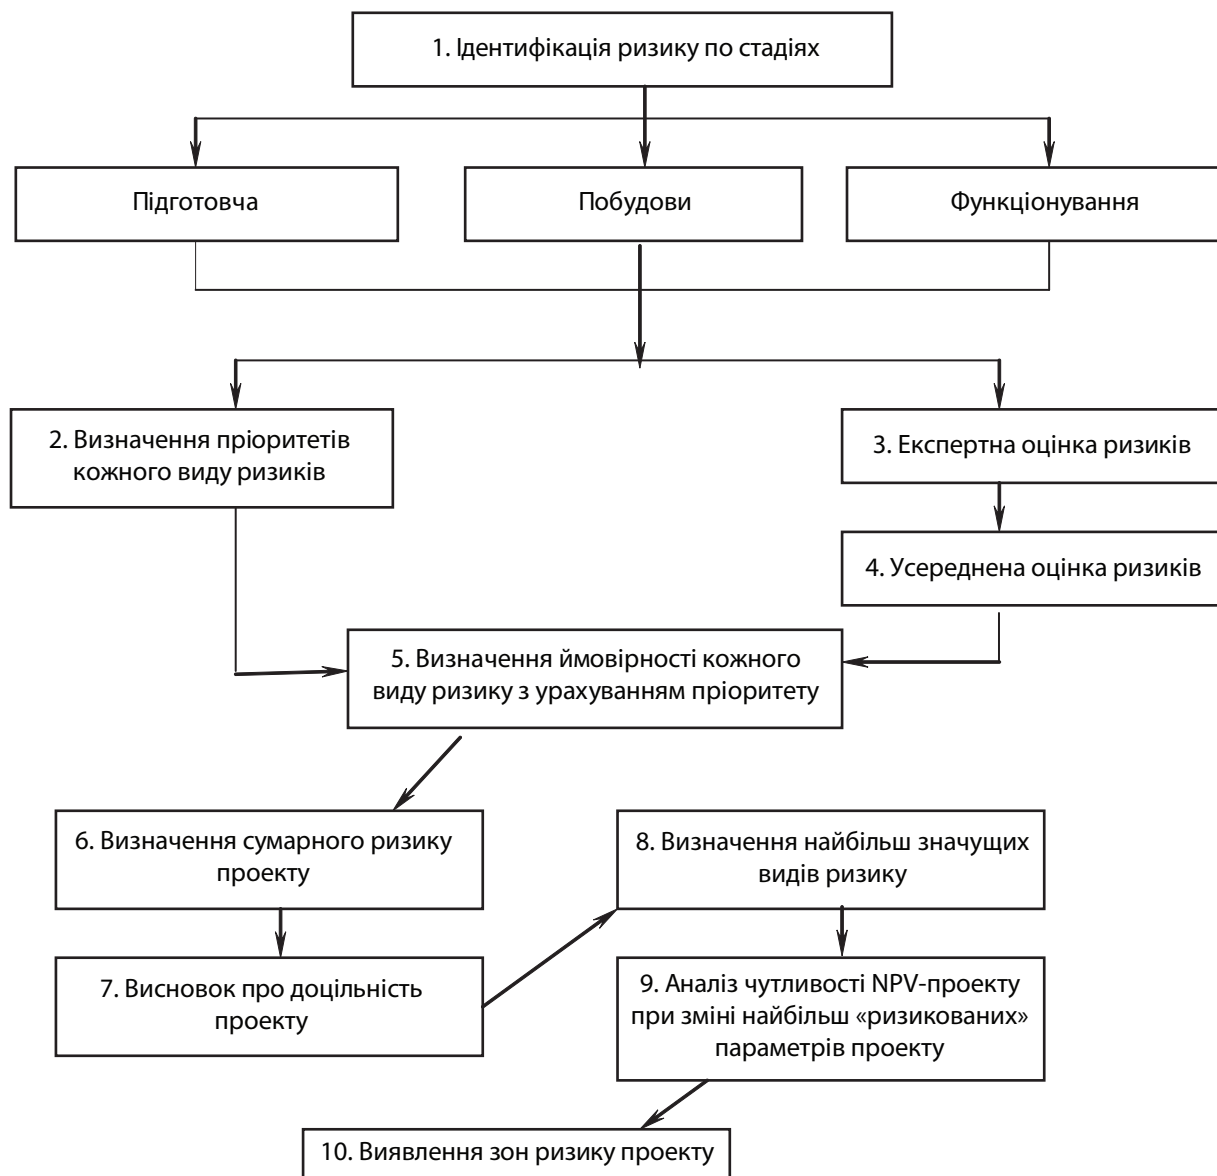 1. Ідентифікація ризику по стадіях
Підготовча
Побудови
Функціонування
2. Визначення пріоритетів
кожного виду ризиків
3. Експертна оцінка ризиків
4. Усереднена оцінка ризиків
5. Визначення ймовірності кожного
виду ризику з урахуванням пріоритету
6. Визначення сумарного ризику
проекту
7. Висновок про доцільність
проекту
8. Визначення найбільш значущих
видів ризику
9. Аналіз чутливості NPV-проекту
при зміні найбільш «ризикованих»
параметрів проекту
10. Виявлення зон ризику проекту